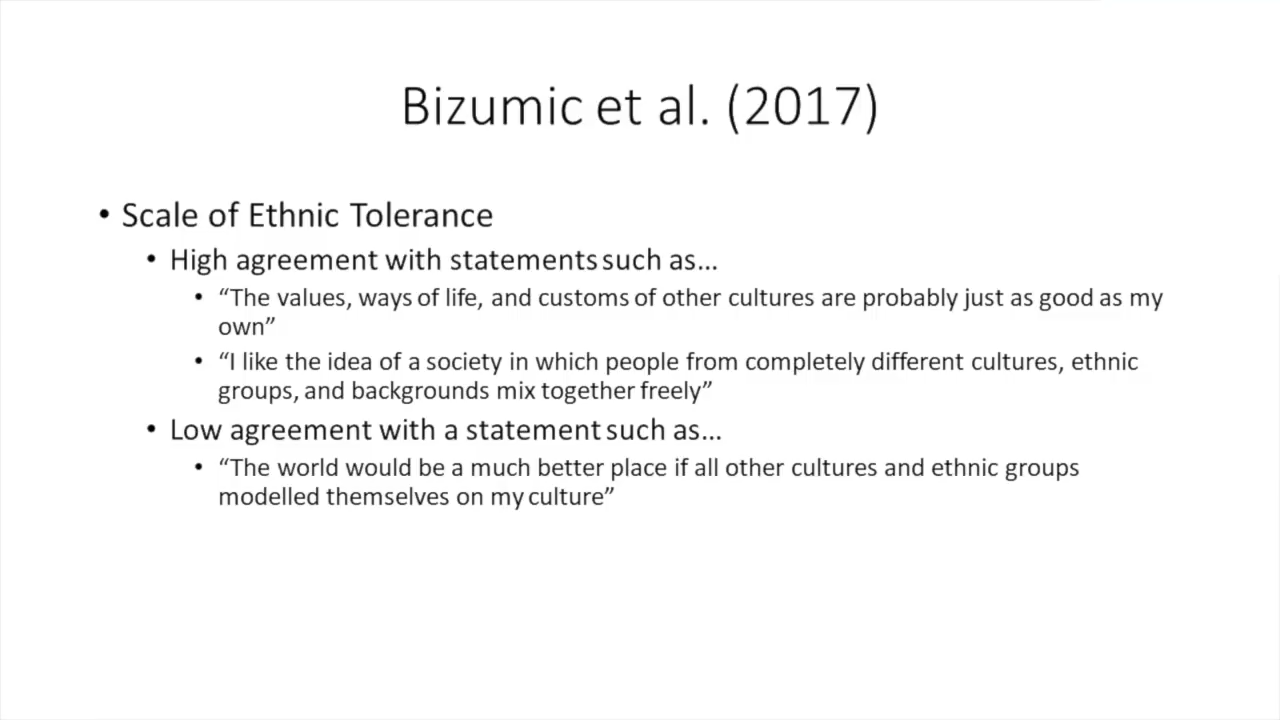 Bizumic et al. (2017)
• Scale of Ethnic Tolerance
• High agreement with statements such as...
• “The values, ways of life, and customs of other cultures are probably just as good as my
own”
• “I like the idea of a society in which people from completely different cultures, ethnic
groups, and backgrounds mix together freely”
• Low agreement with a statement such as...
• “The world would be a much better place if all other cultures and ethnic groups
modelled themselves on my culture”